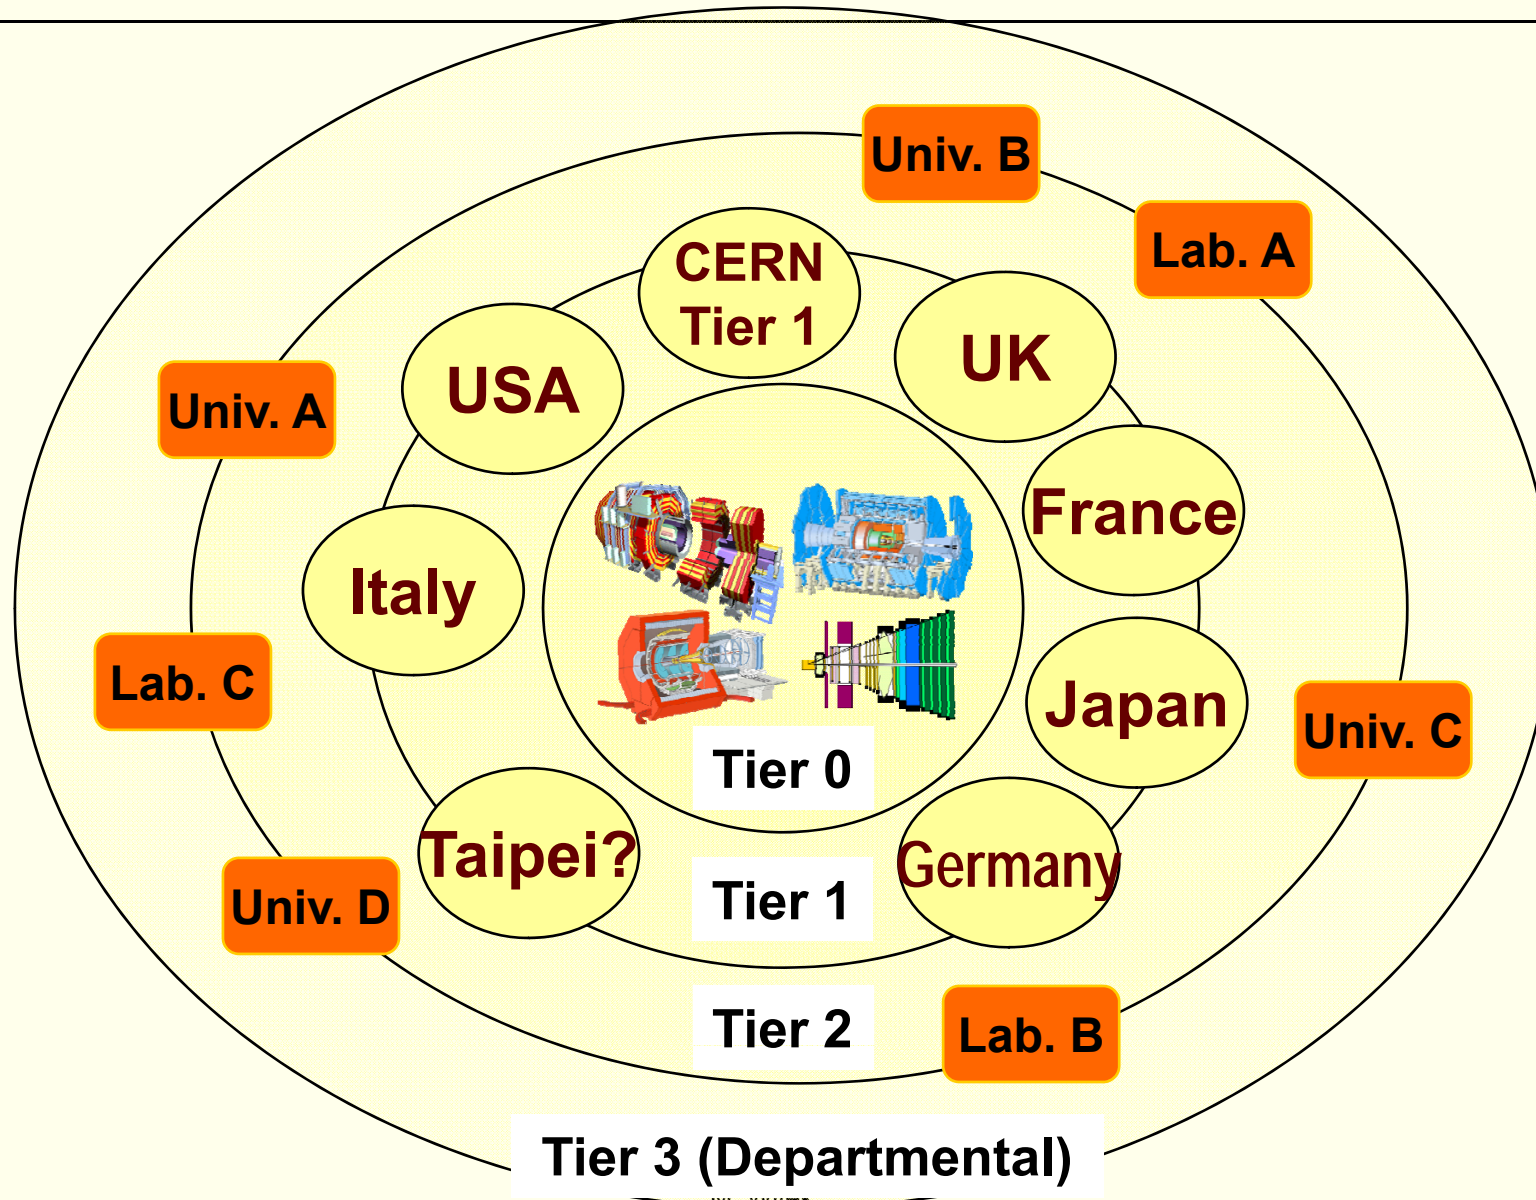 Univ. B
Lab. A
CERN
Tier 1
UK
USA
Univ. A
France
Italy
Lab. C
Japan
Univ. C
Tier 0
Taipei?
Germany
Tier 1
Univ. D
Tier 2
Lab. B
Tier 3 (Departmental)